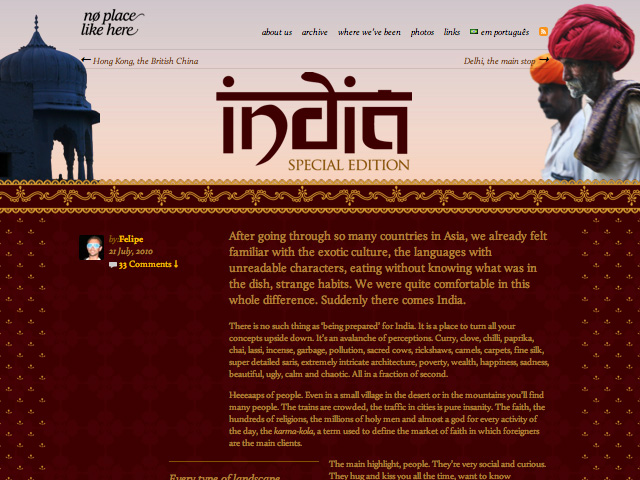 nø place
like here
about us archive where we've been photos links em português
← Hong Kong, the British China
Delhi, the main stop →
india
SPECIAL EDITION
by Felipe
21 July, 2010
33 Comments ↓
After going through so many countries in Asia, we already felt
familiar with the exotic culture, the languages with
unreadable characters, eating without knowing what was in
the dish, strange habits. We were quite comfortable in this
whole difference. Suddenly there comes India.
There is no such thing as 'being prepared' for India. It is a place to turn all your
concepts upside down. It's an avalanche of perceptions. Curry, clove, chilli, paprika,
chai, lassi, incense, garbage, pollution, sacred cows, rickshaws, camels, carpets, fine silk,
super detailed saris, extremely intricate architecture, poverty, wealth, happiness, sadness,
beautiful, ugly, calm and chaotic. All in a fraction of second.
Heeeaaps of people. Even in a small village in the desert or in the mountains you'll find
many people. The trains are crowded, the traffic in cities is pure insanity. The faith, the
hundreds of religions, the millions of holy men and almost a god for every activity of
the day, the karma-kola, a term used to define the market of faith in which foreigners
are the main clients.
The main highlight, people. They're very social and curious.
They hug and kiss you all the time, want to know
Every type of landscape